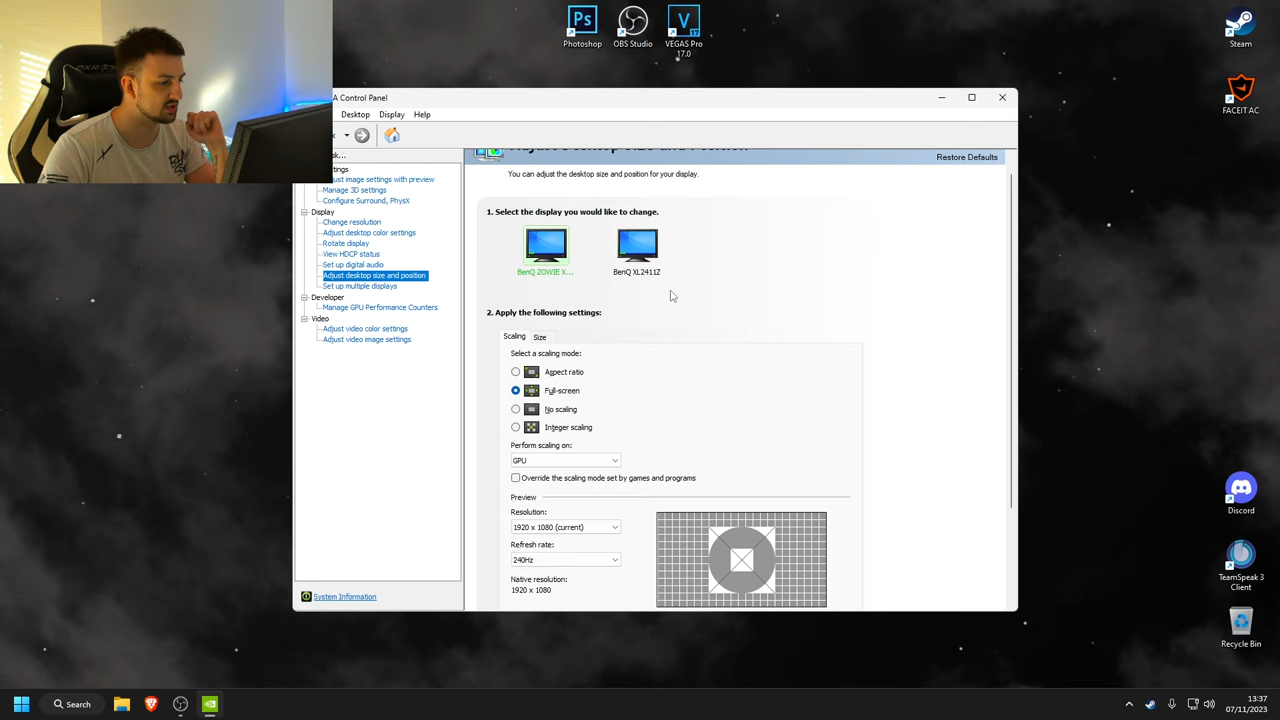 Photoshop
OBS Studio
VEGAS Pro
17.0
Steam
FACEIT AC
A Control Panel
Desktop
Display
Help
Restore Defaults
You can adjust the desktop size and position for your display.
ttings
just image settings with preview
Manage 3D settings
Configure Surround, PhysX
Display
Change resolution
Adjust desktop color settings
Rotate display
View HDCP status
Set up digital audio
Adjust desktop size and position
Set up multiple displays
Developer
Manage GPU Performance Counters
Video
Adjust video color settings
Adjust video image settings
System Information
1. Select the display you would like to change.
BenQ ZOWIE X...
BenQ XL2411Z
2. Apply the following settings:
Scaling
Size
Select a scaling mode:
Aspect ratio
Full-screen
No scaling
Integer scaling
Perform scaling on:
GPU
Override the scaling mode set by games and programs
Preview
Resolution:
1920 x 1080 (current)
Refresh rate:
240Hz
Native resolution:
1920 x 1080
Discord
TeamSpeak 3
Client
Recycle Bin
Search
13:37
07/11/2023